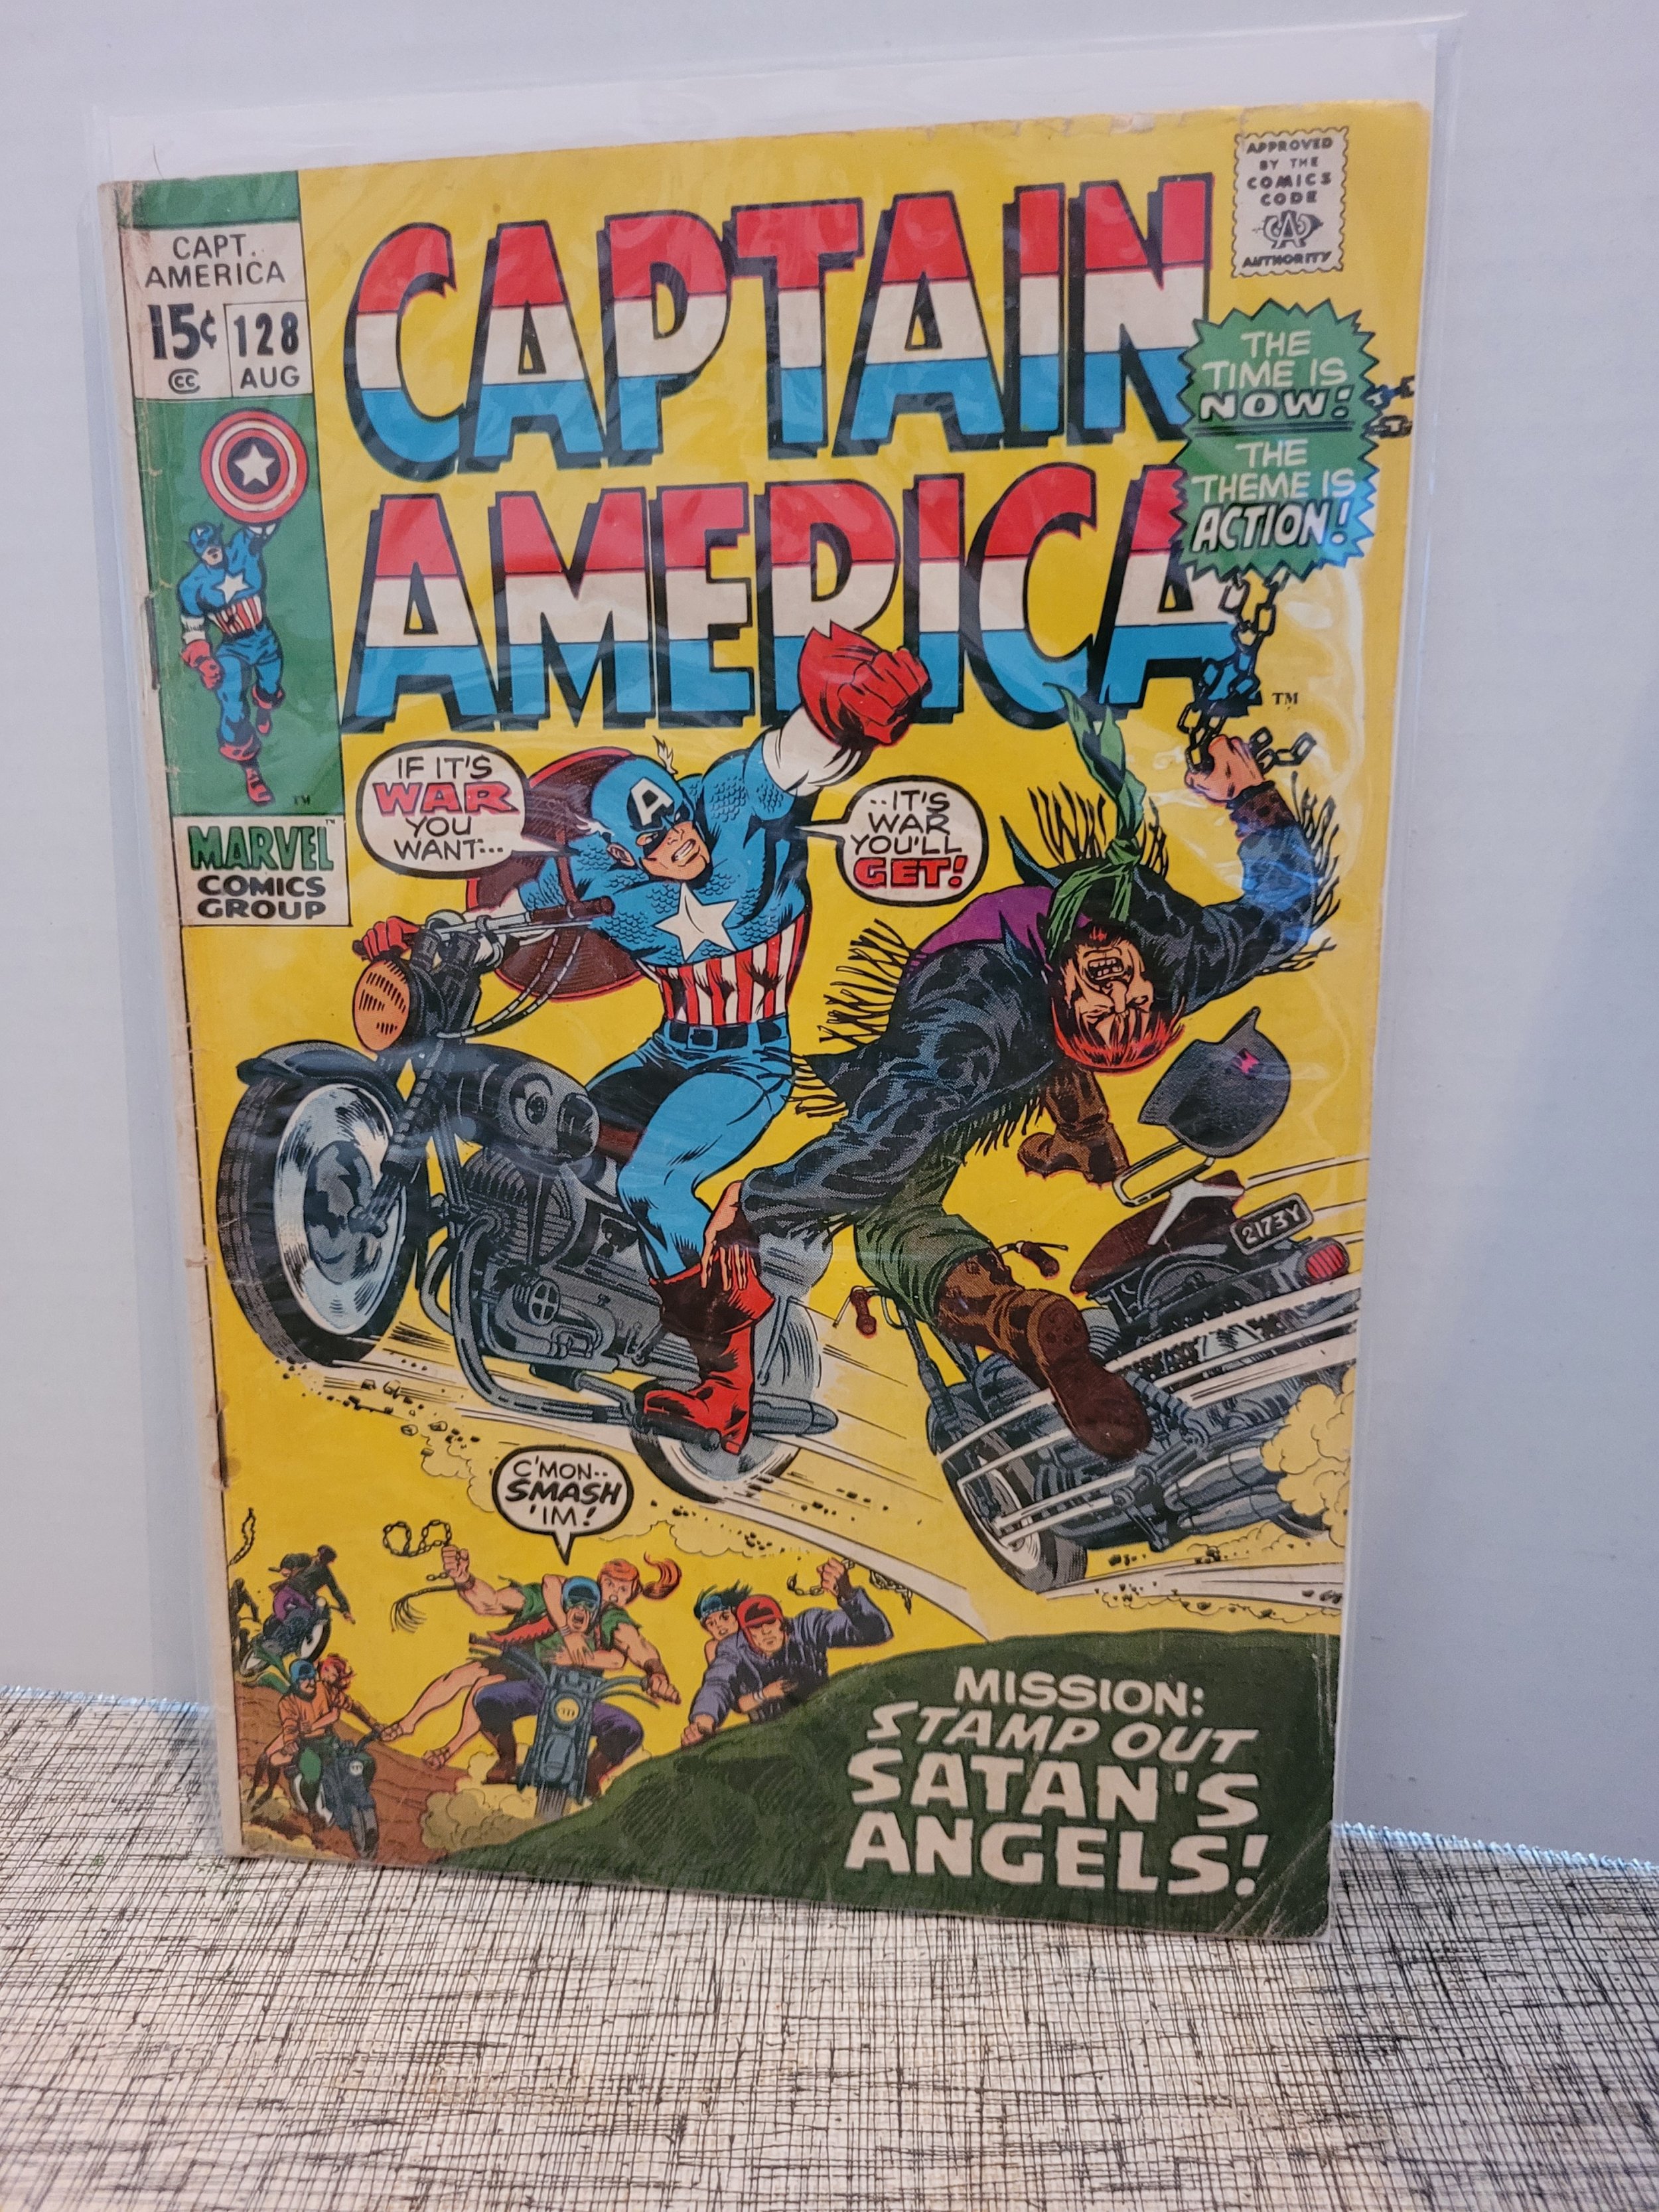 CAPT.
AMERICA
15¢
128
CC
AUG
TM
MARVEL
COMICS
GROUP
CAPTAIN
AMERICA
TM
APPROVED
BY THE
COMICS
CODE
AUTHORITY
THE
TIME IS
NOW!
THE
THEME IS
ACTION!
IF IT'S
WAR
YOU
WANT...
..IT'S
WAR
YOU'LL
GET!
2173Y
C'MON--
SMASH
'IM!
MISSION:
STAMP OUT
SATAN'S
ANGELS!